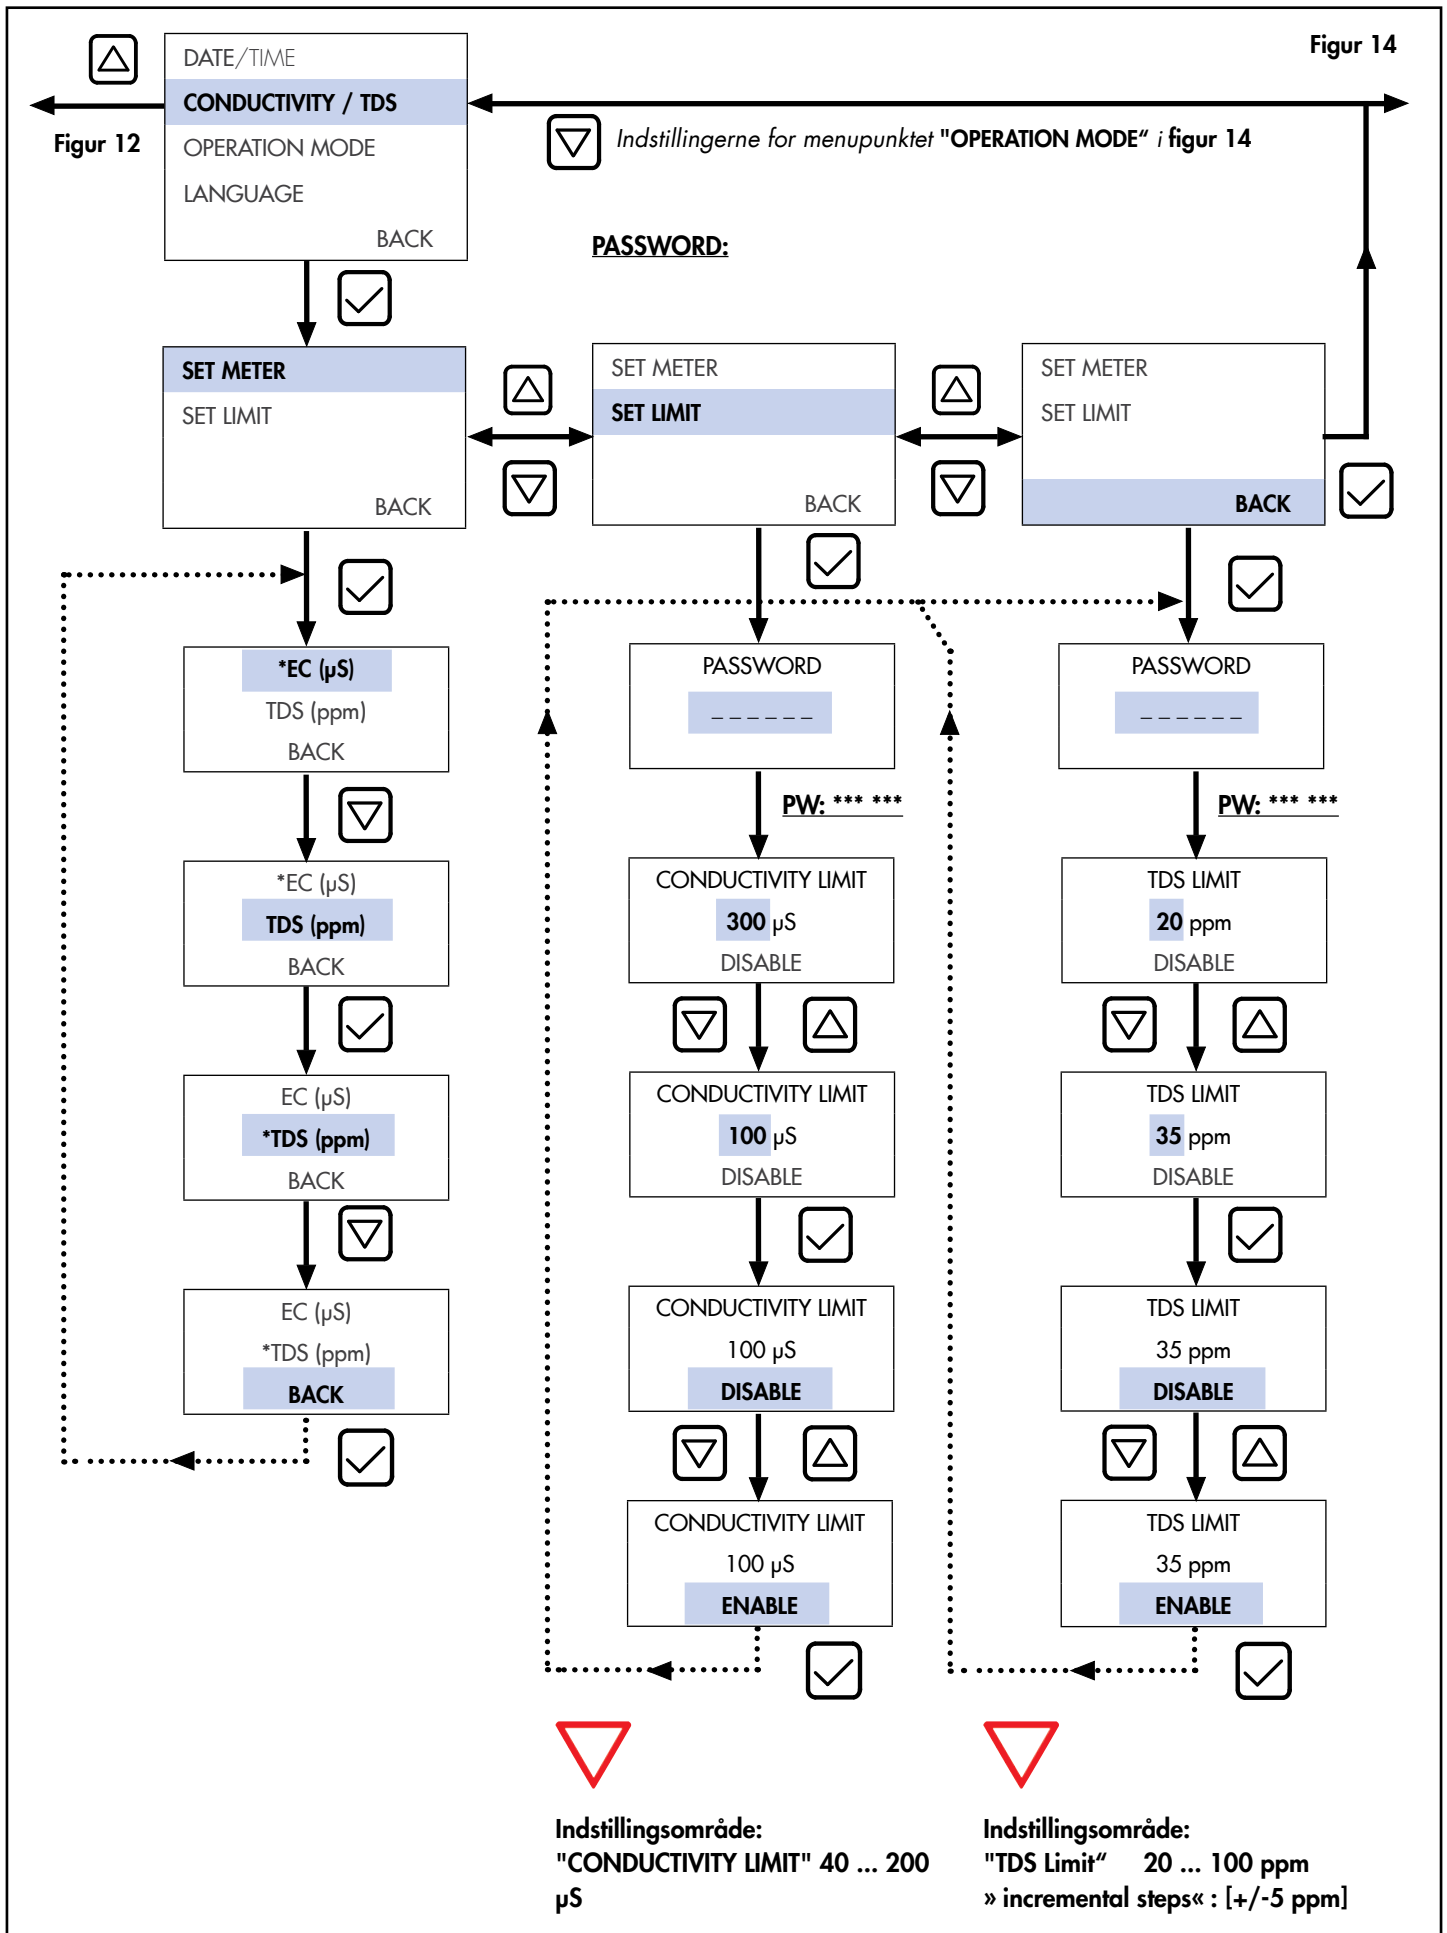 Figur 14
DATE/TIME
CONDUCTIVITY / TDS
OPERATION MODE
LANGUAGE
BACK
Figur 12
Indstillingerne for menupunktet "OPERATION MODE“ i figur 14
PASSWORD:
SET METER
SET LIMIT
BACK
SET METER
SET LIMIT
BACK
SET METER
SET LIMIT
BACK
*EC (µS)
TDS (ppm)
BACK
*EC (µS)
TDS (ppm)
BACK
EC (µS)
*TDS (ppm)
BACK
EC (µS)
*TDS (ppm)
BACK
PASSWORD
_ _ _ _ _ _
PW: *** ***
CONDUCTIVITY LIMIT
300 µS
DISABLE
CONDUCTIVITY LIMIT
100 µS
DISABLE
CONDUCTIVITY LIMIT
100 µS
DISABLE
CONDUCTIVITY LIMIT
100 µS
ENABLE
PASSWORD
_ _ _ _ _ _
PW: *** ***
TDS LIMIT
20 ppm
DISABLE
TDS LIMIT
35 ppm
DISABLE
TDS LIMIT
35 ppm
DISABLE
TDS LIMIT
35 ppm
ENABLE
Indstillingsområde:
"CONDUCTIVITY LIMIT" 40 ... 200
µS
Indstillingsområde:
"TDS Limit“ 20 ... 100 ppm
» incremental steps« : [+/-5 ppm]